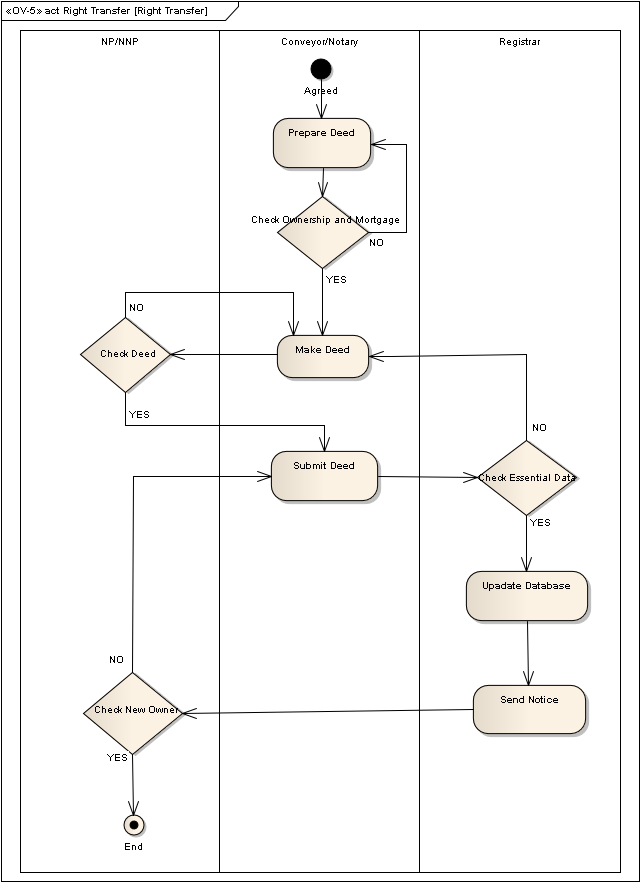 «OV-5» act Right Transfer [Right Transfer]
NP/NNP
Conveyor/Notary
Registrar
Agreed
Prepare Deed
Check Ownership and Mortgage
NO
YES
NO
Make Deed
Check Deed
YES
NO
Submit Deed
Check Essential Data
YES
Upadate Database
NO
Send Notice
Check New Owner
YES
End